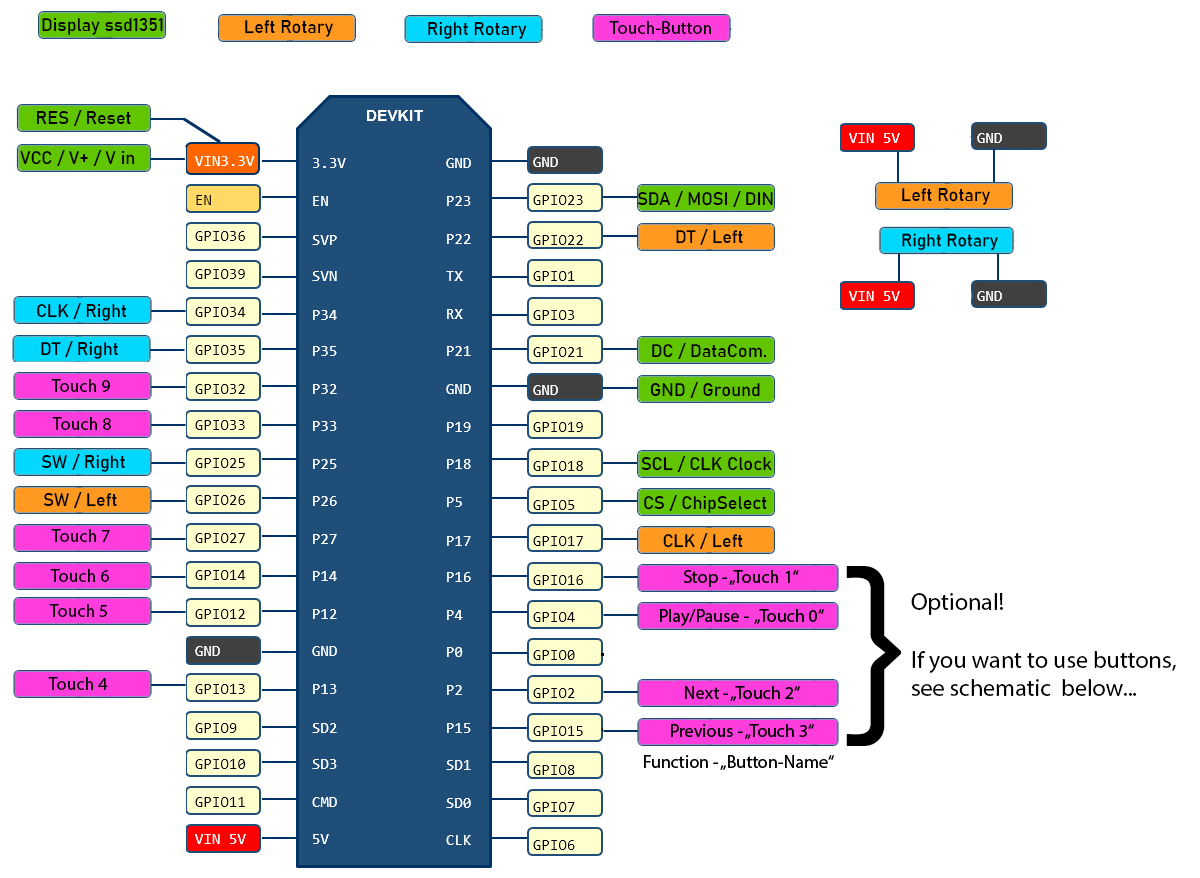 Display ssd1351 Left Rotary Right Rotary Touch-Button
DEVKIT
RES / Reset
VCC / V+ / V in VIN3.3V 3.3V GND GND
EN EN P23 GPIO23 SDA / MOSI / DIN
GPIO36 SVP P22 GPIO22 DT / Left
GPIO39 SVN TX GPIO1
CLK / Right GPIO34 P34 RX GPIO3
DT / Right GPIO35 P35 P21 GPIO21 DC / DataCom.
Touch 9 GPIO32 P32 GND GND GND / Ground
Touch 8 GPIO33 P33 P19 GPIO19
SW / Right GPIO25 P25 P18 GPIO18 SCL / CLK Clock
SW / Left GPIO26 P26 P5 GPIO5 CS / ChipSelect
Touch 7 GPIO27 P27 P17 GPIO17 CLK / Left
Touch 6 GPIO14 P14 P16 GPIO16 Stop -„Touch 1“
Touch 5 GPIO12 P12 P4 GPIO4 Play/Pause - „Touch 0“
GND GND P0 GPIO0
Touch 4 GPIO13 P13 P2 GPIO2 Next -„Touch 2“
GPIO9 SD2 P15 GPIO15 Previous -„Touch 3“
Function -„Button-Name“
GPIO10 SD3 SD1 GPIO8
GPIO11 CMD SD0 GPIO7
VIN 5V 5V CLK GPIO6
VIN 5V GND
Left Rotary
Right Rotary
VIN 5V GND
Optional!
If you want to use buttons,
see schematic below...